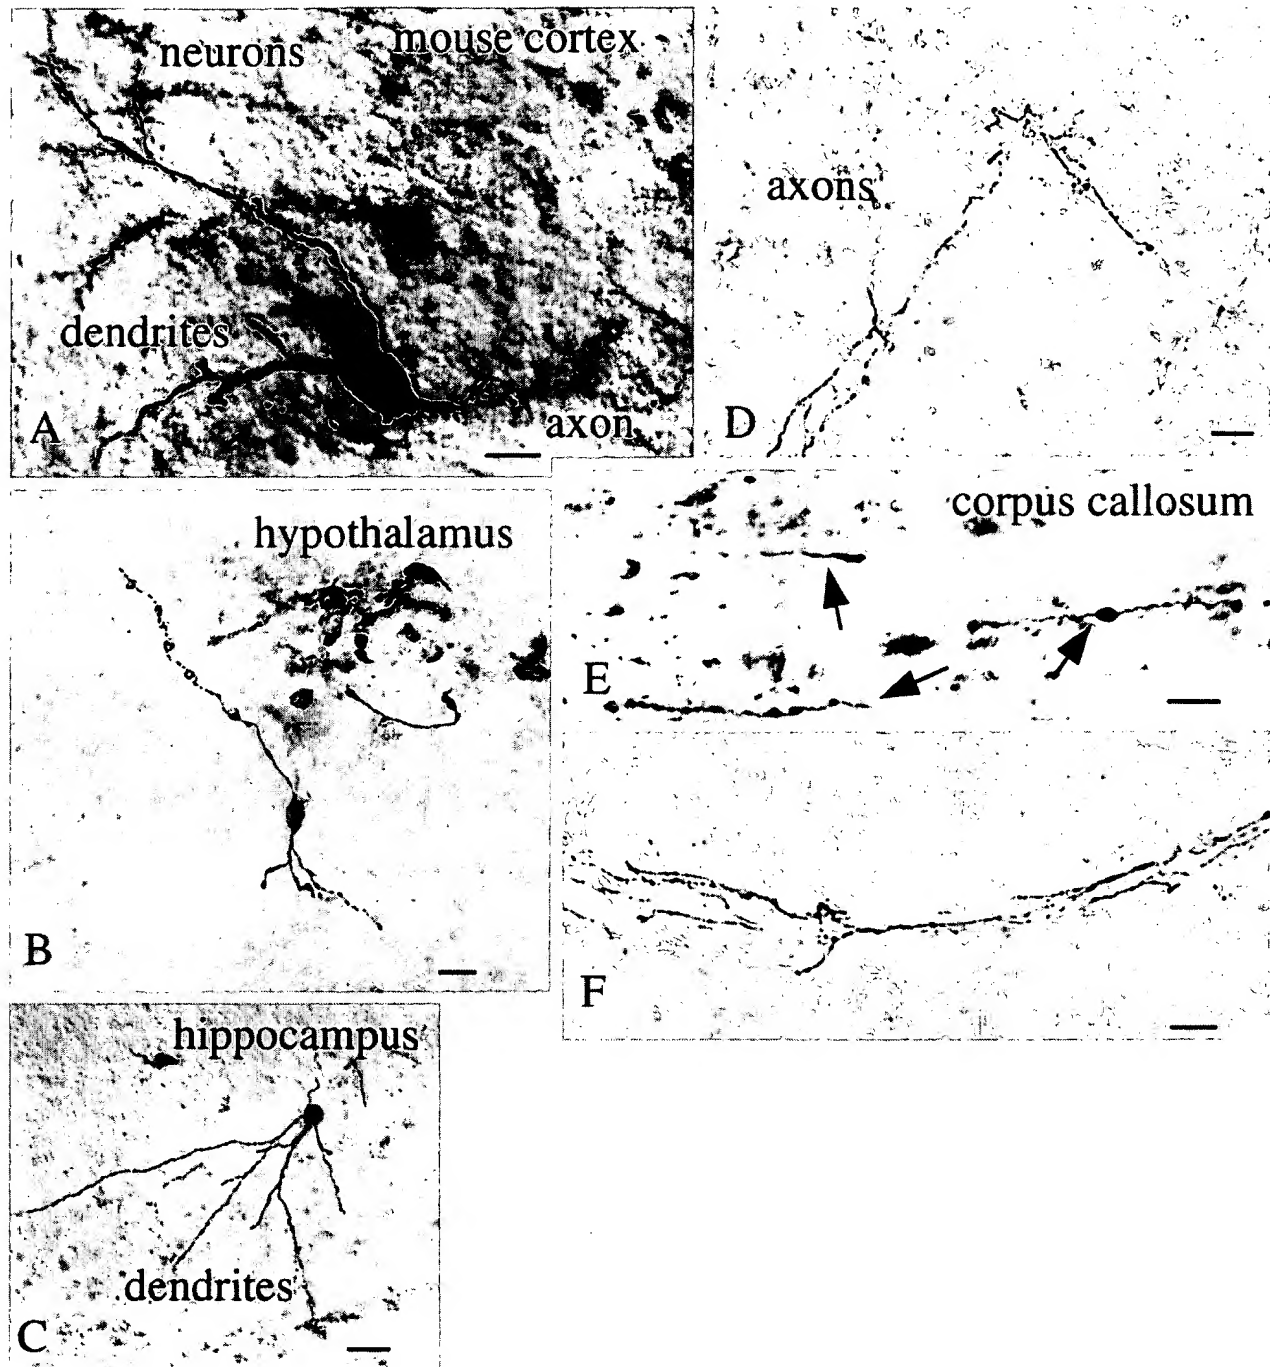 neurons
mouse cortex
dendrites
axon
A
hypothalamus
B
hippocampus
dendrites
C
axons
D
corpus callosum
E
F